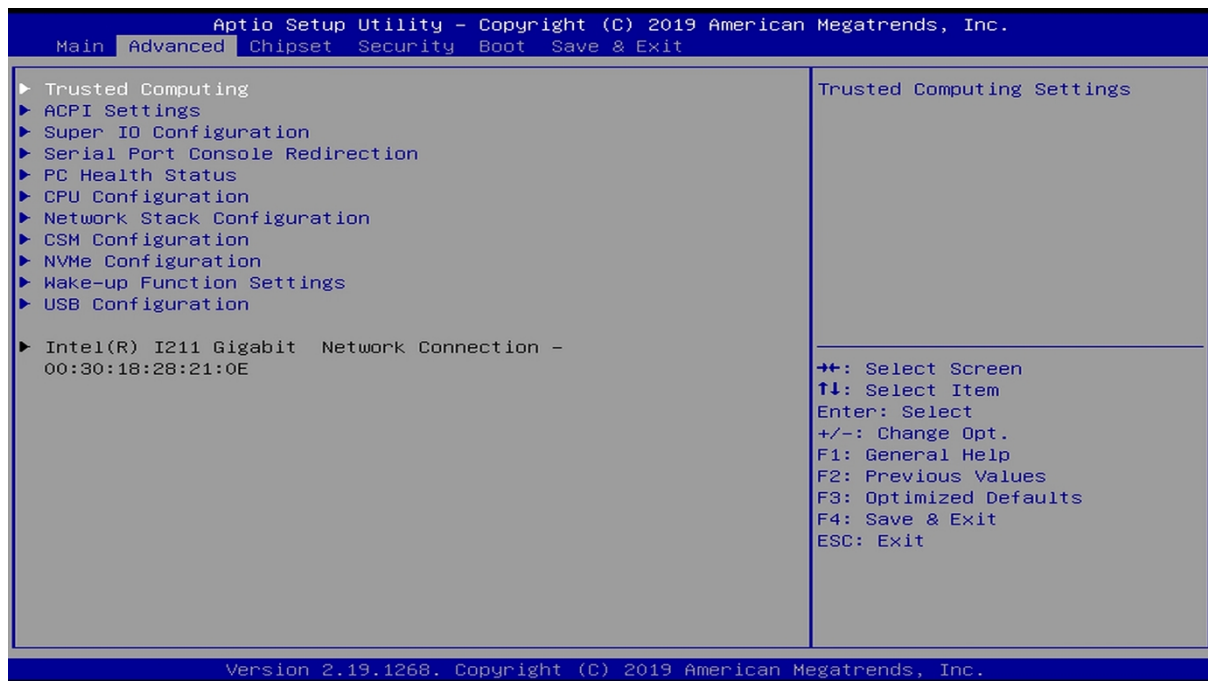 Aptio Setup Utility – Copyright (C) 2019 American Megatrends, Inc.
Main Advanced Chipset Security Boot Save & Exit
► Trusted Computing
► ACPI Settings
► Super IO Configuration
► Serial Port Console Redirection
► PC Health Status
► CPU Configuration
► Network Stack Configuration
► CSM Configuration
► NVMe Configuration
► Wake-up Function Settings
► USB Configuration
► Intel(R) I211 Gigabit  Network Connection –
00:30:18:28:21:0E
Trusted Computing Settings
→←: Select Screen
↑↓: Select Item
Enter: Select
+/-: Change Opt.
F1: General Help
F2: Previous Values
F3: Optimized Defaults
F4: Save & Exit
ESC: Exit
Version 2.19.1268. Copyright (C) 2019 American Megatrends, Inc.